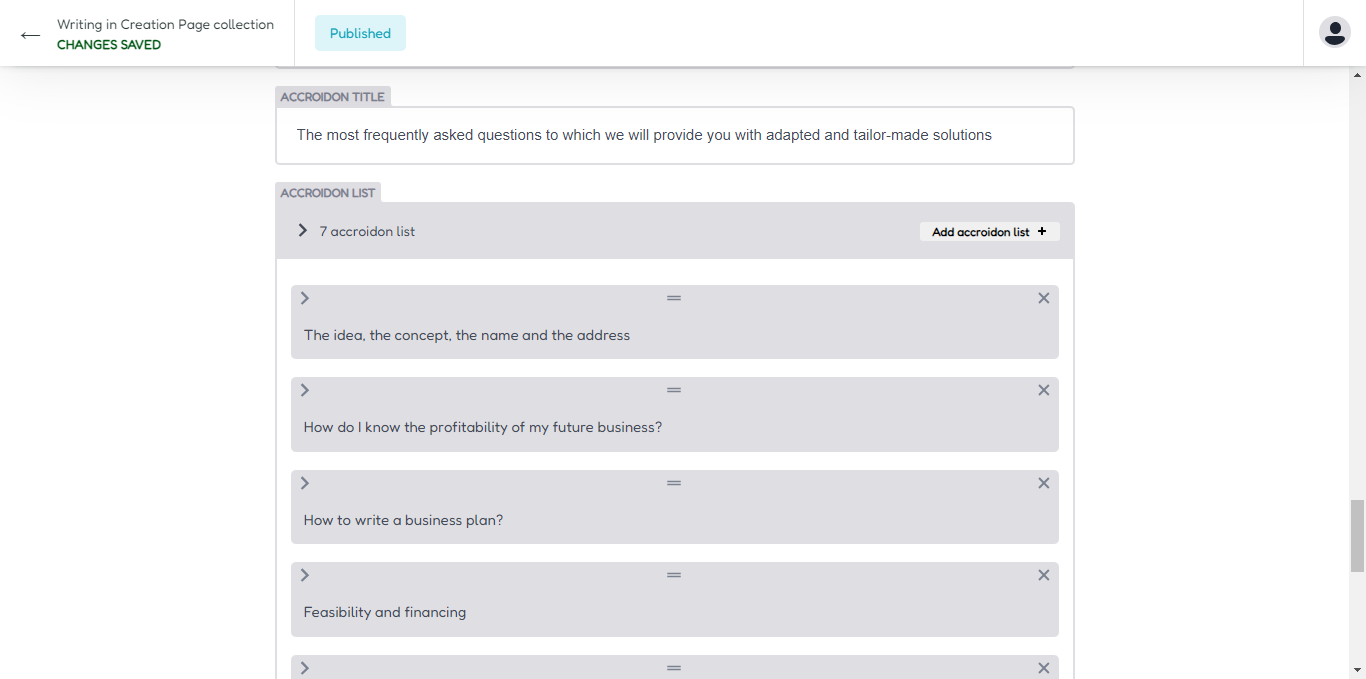 Writing in Creation Page collection
CHANGES SAVED
Published
ACCROIDON TITLE
The most frequently asked questions to which we will provide you with adapted and tailor-made solutions
ACCROIDON LIST
7 accroidon list
Add accroidon list +
The idea, the concept, the name and the address
How do I know the profitability of my future business?
How to write a business plan?
Feasibility and financing